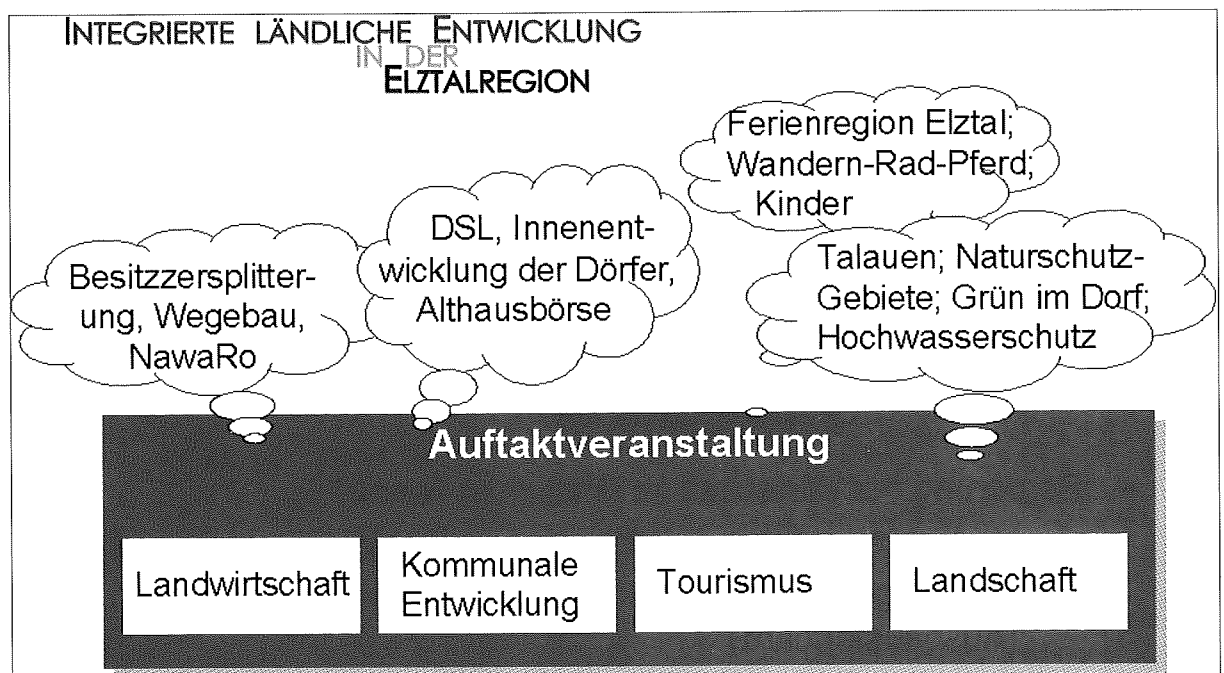 INTEGRIERTE LÄNDLICHE ENTWICKLUNG
IN DER
ELZTALREGION
Besitzzersplitter-
ung, Wegebau,
NawaRo
DSL, Innenent-
wicklung der Dörfer,
Althausbörse
Ferienregion Elztal;
Wandern-Rad-Pferd;
Kinder
Talauen; Naturschutz-
Gebiete; Grün im Dorf;
Hochwasserschutz
Auftaktveranstaltung
Landwirtschaft
Kommunale
Entwicklung
Tourismus
Landschaft